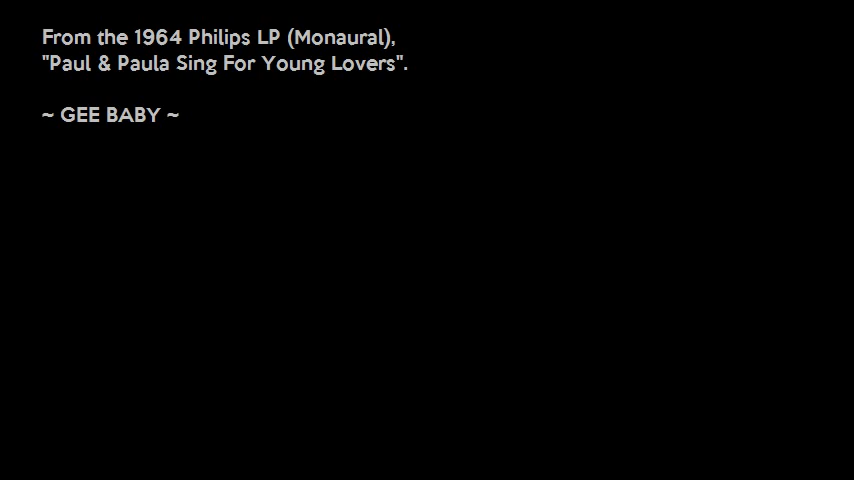 From the 1964 Philips LP (Monaural),
"Paul & Paula Sing For Young Lovers".
~ GEE BABY ~